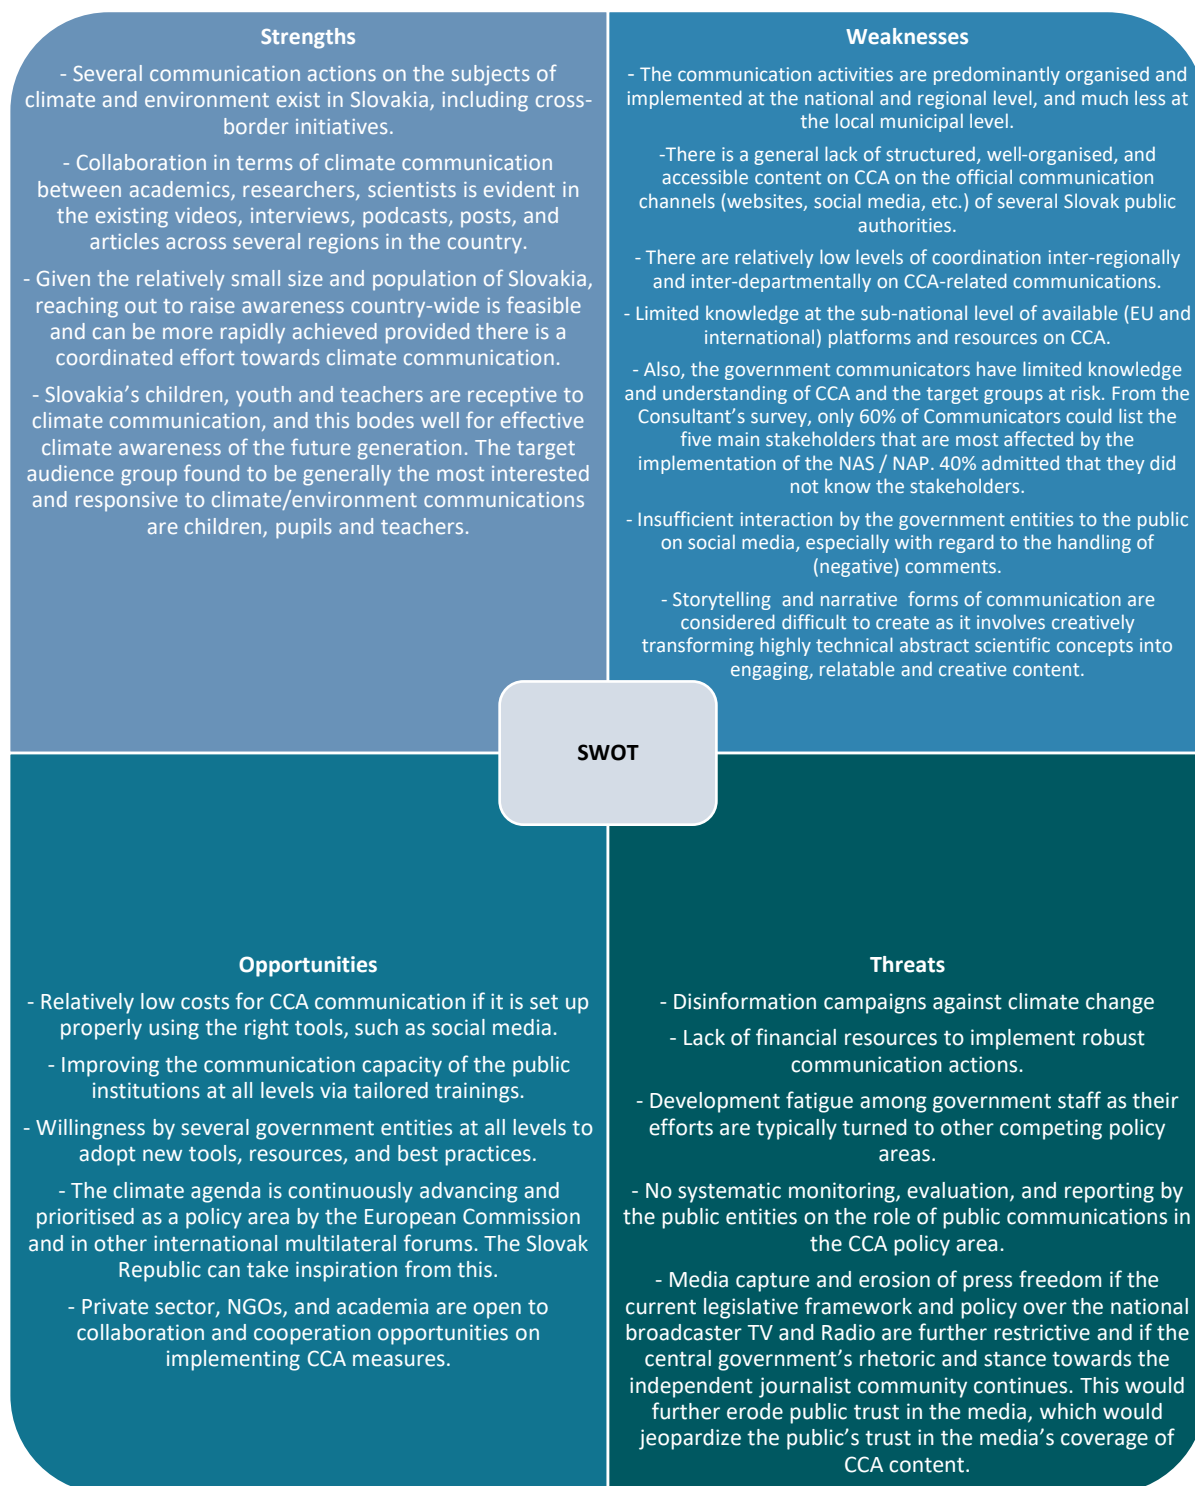 Strengths
- Several communication actions on the subjects of
climate and environment exist in Slovakia, including cross-
border initiatives.
- Collaboration in terms of climate communication
between academics, researchers, scientists is evident in
the existing videos, interviews, podcasts, posts, and
articles across several regions in the country.
- Given the relatively small size and population of Slovakia,
reaching out to raise awareness country-wide is feasible
and can be more rapidly achieved provided there is a
coordinated effort towards climate communication.
- Slovakia's children, youth and teachers are receptive to
climate communication, and this bodes well for effective
climate awareness of the future generation. The target
audience group found to be generally the most interested
and responsive to climate/environment communications
are children, pupils and teachers.
Weaknesses
- The communication activities are predominantly organised and
implemented at the national and regional level, and much less at
the local municipal level.
-There is a general lack of structured, well-organised, and
accessible content on CCA on the official communication
channels (websites, social media, etc.) of several Slovak public
authorities.
- There are relatively low levels of coordination inter-regionally
and inter-departmentally on CCA-related communications.
- Limited knowledge at the sub-national level of available (EU and
international) platforms and resources on CCA.
- Also, the government communicators have limited knowledge
and understanding of CCA and the target groups at risk. From the
Consultant's survey, only 60% of Communicators could list the
five main stakeholders that are most affected by the
implementation of the NAS / NAP. 40% admitted that they did
not know the stakeholders.
- Insufficient interaction by the government entities to the public
on social media, especially with regard to the handling of
(negative) comments.
- Storytelling and narrative forms of communication are
considered difficult to create as it involves creatively
transforming highly technical abstract scientific concepts into
engaging, relatable and creative content.
SWOT
Opportunities
- Relatively low costs for CCA communication if it is set up
properly using the right tools, such as social media.
- Improving the communication capacity of the public
institutions at all levels via tailored trainings.
- Willingness by several government entities at all levels to
adopt new tools, resources, and best practices.
- The climate agenda is continuously advancing and
prioritised as a policy area by the European Commission
and in other international multilateral forums. The Slovak
Republic can take inspiration from this.
- Private sector, NGOs, and academia are open to
collaboration and cooperation opportunities on
implementing CCA measures.
Threats
- Disinformation campaigns against climate change
- Lack of financial resources to implement robust
communication actions.
- Development fatigue among government staff as their
efforts are typically turned to other competing policy
areas.
- No systematic monitoring, evaluation, and reporting by
the public entities on the role of public communications in
the CCA policy area.
- Media capture and erosion of press freedom if the
current legislative framework and policy over the national
broadcaster TV and Radio are further restrictive and if the
central government's rhetoric and stance towards the
independent journalist community continues. This would
further erode public trust in the media, which would
jeopardize the public's trust in the media's coverage of
CCA content.